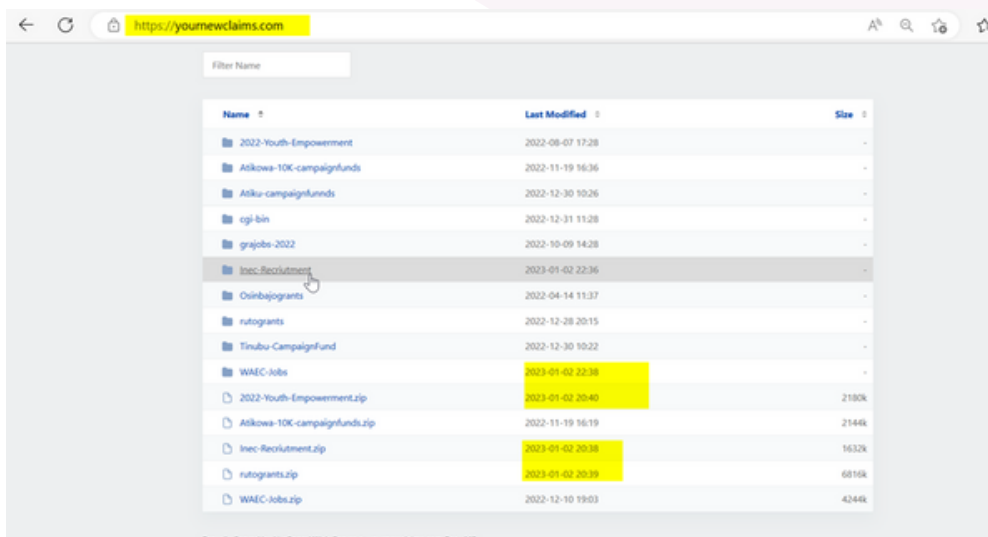 https://yournewclaims.com
Filter Name
Name Last Modified Size
2022-Youth-Empowerment 2022-08-07 17:28 -
Atikowa-10K-campaignfunds 2022-11-19 16:36 -
Atiku-campaignfunnds 2022-12-30 10:26 -
cgi-bin 2022-12-31 11:28 -
grajobs-2022 2022-10-09 14:28 -
Inec-Recriutment 2023-01-02 22:36 -
Osinbajogrants 2022-04-14 11:37 -
rutogrants 2022-12-28 20:15 -
Tinubu-CampaignFund 2022-12-30 10:22 -
WAEC-Jobs 2023-01-02 22:38 -
2022-Youth-Empowerment.zip 2023-01-02 20:40 2180k
Atikowa-10K-campaignfunds.zip 2022-11-19 16:19 2144k
Inec-Recriutment.zip 2023-01-02 20:38 1632k
rutogrants.zip 2023-01-02 20:39 6816k
WAEC-Jobs.zip 2022-12-10 19:03 4244k